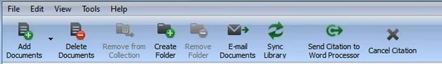 File Edit View Tools Help
Add Documents
Delete Documents
Remove from Collection
Create Folder
Remove Folder
E-mail Documents
Sync Library
Send Citation to Word Processor
Cancel Citation